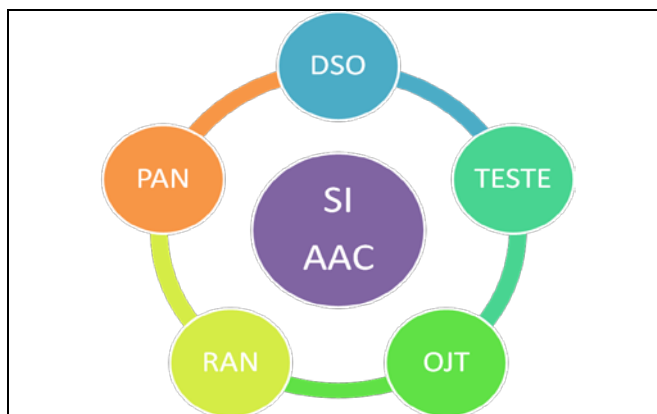 DSO
PAN
TESTE
SI
AAC
RAN
OJT